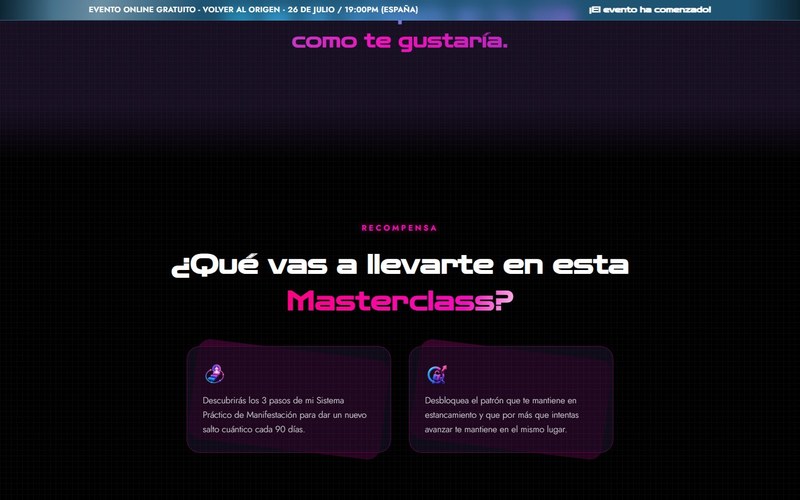 EVENTO ONLINE GRATUITO - VOLVER AL ORIGEN - 26 DE JULIO / 19:00PM (ESPAÑA)
¡El evento ha comenzado!
como te gustaría.
RECOMPENSA
¿Qué vas a llevarte en esta
Masterclass?
Descubrirás los 3 pasos de mi Sistema
Práctico de Manifestación para dar un nuevo
salto cuántico cada 90 días.
Desbloquea el patrón que te mantiene en
estancamiento y que por más que intentas
avanzar te mantiene en el mismo lugar.